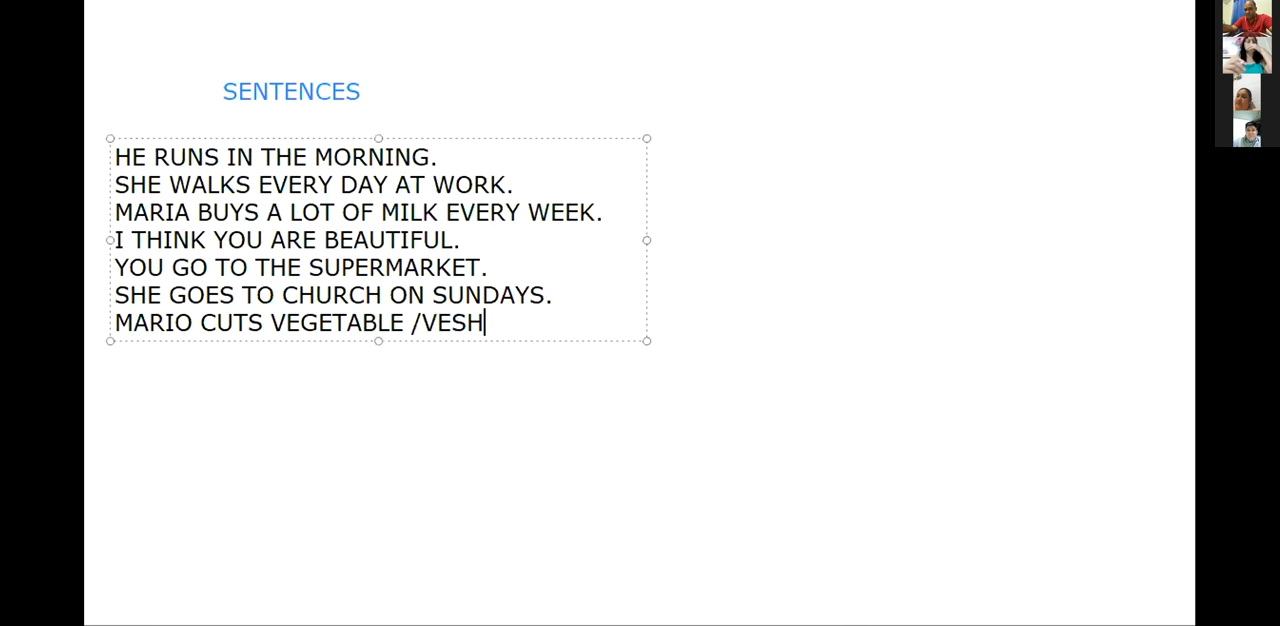 SENTENCES
HE RUNS IN THE MORNING.
SHE WALKS EVERY DAY AT WORK.
MARIA BUYS A LOT OF MILK EVERY WEEK.
I THINK YOU ARE BEAUTIFUL.
YOU GO TO THE SUPERMARKET.
SHE GOES TO CHURCH ON SUNDAYS.
MARIO CUTS VEGETABLE /VESH